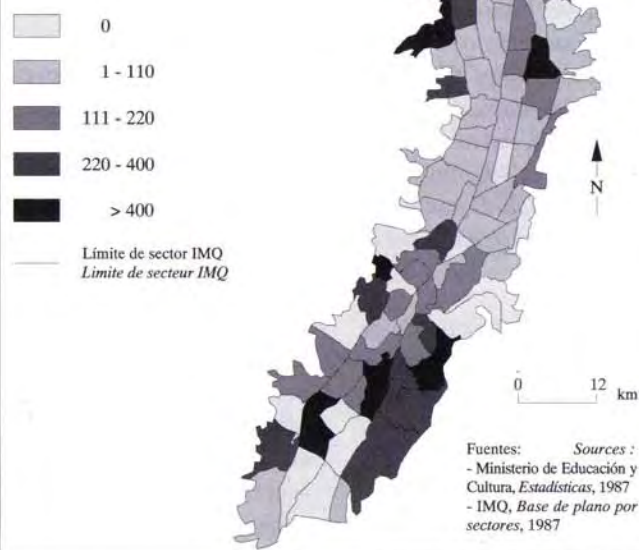 0
1 - 110
111 - 220
220 - 400
> 400
Límite de sector IMQ
Limite de secteur IMQ
N
0 12
km
Fuentes: Sources :
- Ministerio de Educación y
Cultura, Estadísticas, 1987
- IMQ, Base de plano por
sectores, 1987